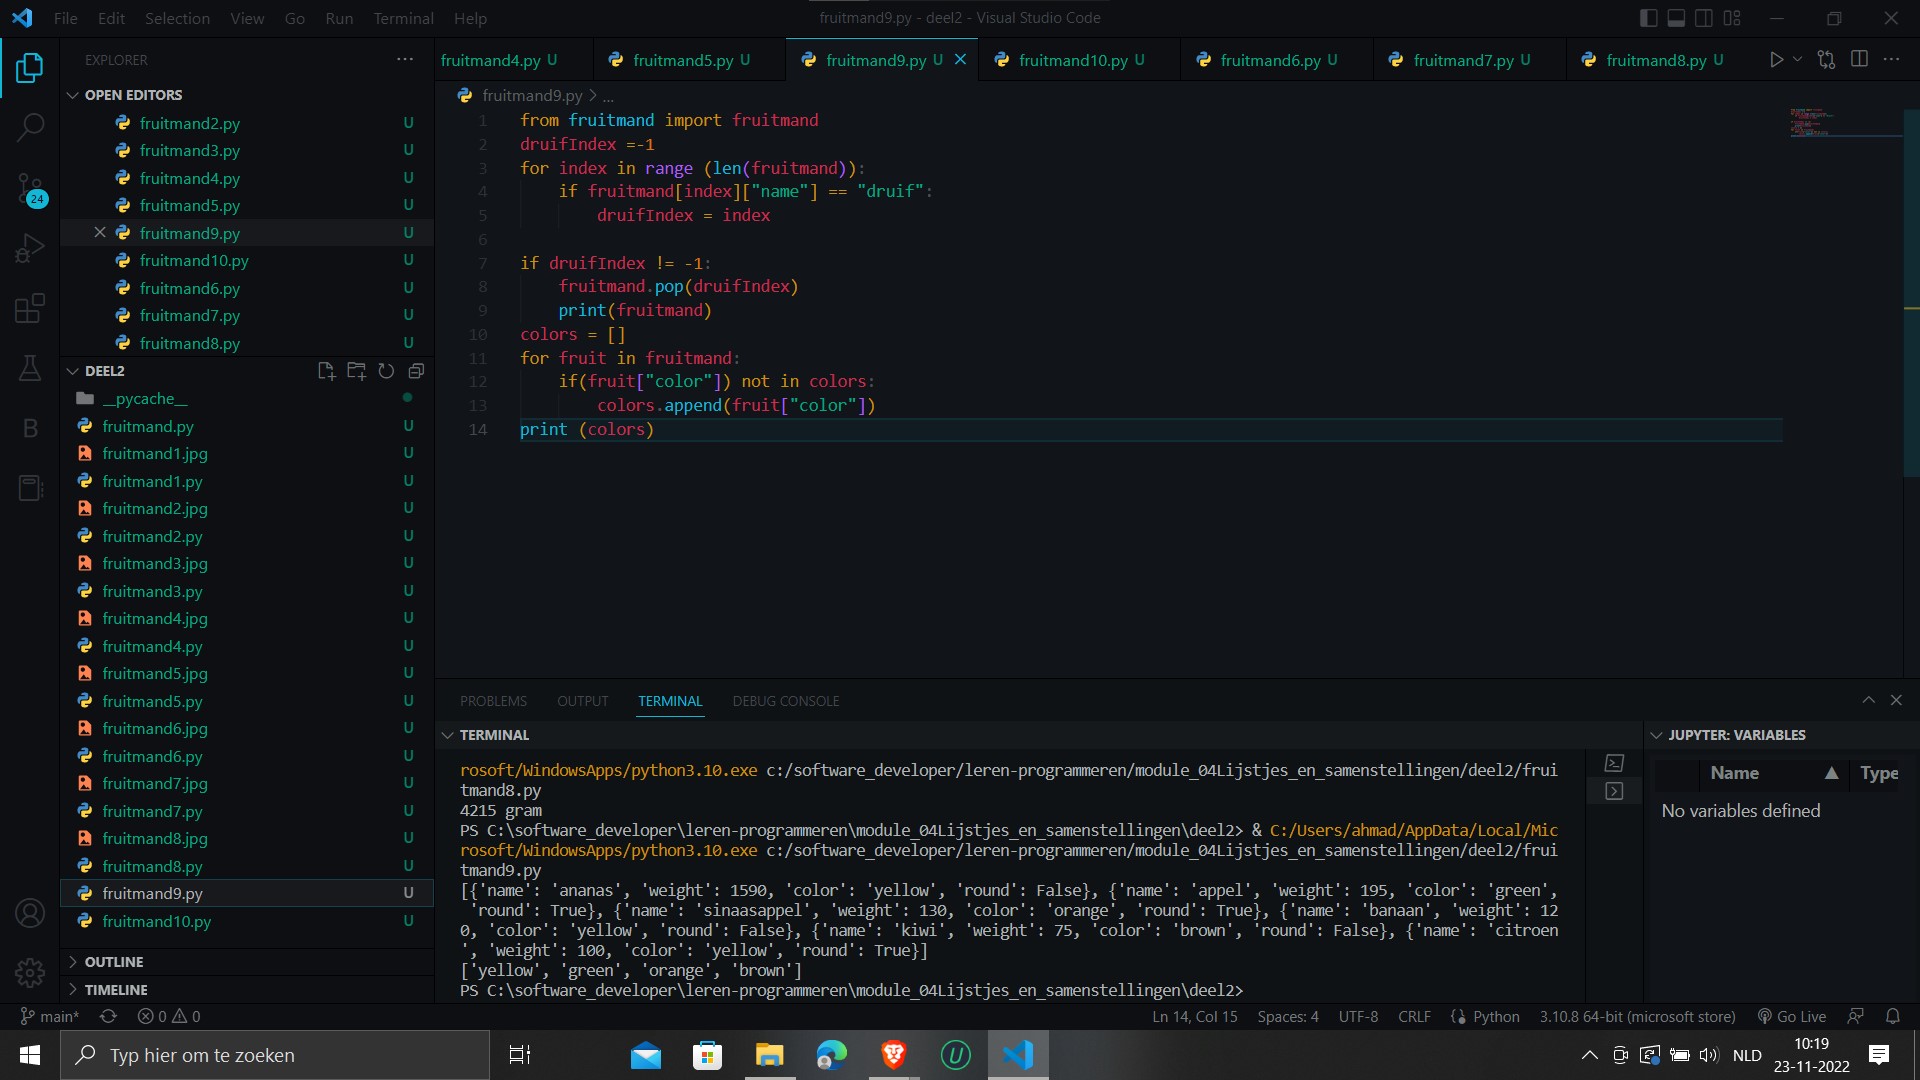 File Edit Selection View Go Run Terminal Help
fruitmand9.py - deel2 - Visual Studio Code
EXPLORER
OPEN EDITORS
fruitmand2.py U
fruitmand3.py U
fruitmand4.py U
fruitmand5.py U
fruitmand9.py U
fruitmand10.py U
fruitmand6.py U
fruitmand7.py U
fruitmand8.py U
24
B
DEEL2
__pycache__
fruitmand.py U
fruitmand1.jpg U
fruitmand1.py U
fruitmand2.jpg U
fruitmand2.py U
fruitmand3.jpg U
fruitmand3.py U
fruitmand4.jpg U
fruitmand4.py U
fruitmand5.jpg U
fruitmand5.py U
fruitmand6.jpg U
fruitmand6.py U
fruitmand7.jpg U
fruitmand7.py U
fruitmand8.jpg U
fruitmand8.py U
fruitmand9.py U
fruitmand10.py U
OUTLINE
TIMELINE
fruitmand4.py U fruitmand5.py U fruitmand9.py U fruitmand10.py U fruitmand6.py U fruitmand7.py U fruitmand8.py U
fruitmand9.py > ...
1 from fruitmand import fruitmand
2 druifIndex =-1
3 for index in range (len(fruitmand)):
4 if fruitmand[index]["name"] == "druif":
5 druifIndex = index
6
7 if druifIndex != -1:
8 fruitmand.pop(druifIndex)
9 print(fruitmand)
10 colors = []
11 for fruit in fruitmand:
12 if(fruit["color"]) not in colors:
13 colors.append(fruit["color"])
14 print (colors)
PROBLEMS OUTPUT TERMINAL DEBUG CONSOLE
TERMINAL
rosoft/WindowsApps/python3.10.exe c:/software_developer/leren-programmeren/module_04Lijstjes_en_samenstellingen/deel2/frui
tmand8.py
4215 gram
PS C:\software_developer\leren-programmeren\module_04Lijstjes_en_samenstellingen\deel2> & C:/Users/ahmad/AppData/Local/Mic
rosoft/WindowsApps/python3.10.exe c:/software_developer/leren-programmeren/module_04Lijstjes_en_samenstellingen/deel2/frui
tmand9.py
[{'name': 'ananas', 'weight': 1590, 'color': 'yellow', 'round': False}, {'name': 'appel', 'weight': 195, 'color': 'green',
 'round': True}, {'name': 'sinaasappel', 'weight': 130, 'color': 'orange', 'round': True}, {'name': 'banaan', 'weight': 12
0, 'color': 'yellow', 'round': False}, {'name': 'kiwi', 'weight': 75, 'color': 'brown', 'round': False}, {'name': 'citroen
', 'weight': 100, 'color': 'yellow', 'round': True}]
['yellow', 'green', 'orange', 'brown']
PS C:\software_developer\leren-programmeren\module_04Lijstjes_en_samenstellingen\deel2>
JUPYTER: VARIABLES
Name Type
No variables defined
main* 0 0
Ln 14, Col 15 Spaces: 4 UTF-8 CRLF Python 3.10.8 64-bit (microsoft store) Go Live
Typ hier om te zoeken
U
NLD
10:19
23-11-2022